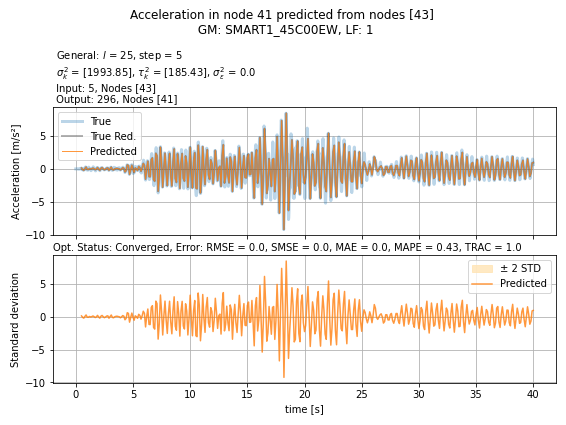 Acceleration in node 41 predicted from nodes [43]
GM: SMART1_45C00EW, LF: 1
General: l = 25, step = 5
σ²ₖ = [1993.85], τ²ₖ = [185.43], σ²ε = 0.0
Input: 5, Nodes [43]
Output: 296, Nodes [41]
True
True Red.
Predicted
Acceleration [m/s²]
5
0
−5
−10
Opt. Status: Converged, Error: RMSE = 0.0, SMSE = 0.0, MAE = 0.0, MAPE = 0.43, TRAC = 1.0
± 2 STD
Predicted
Standard deviation
5
0
−5
−10
0 5 10 15 20 25 30 35 40
time [s]